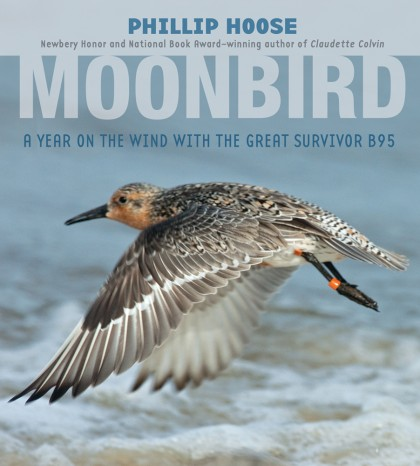 PHILLIP HOOSE
Newbery Honor and National Book Award–winning author of Claudette Colvin
MOONBIRD
A YEAR ON THE WIND WITH THE GREAT SURVIVOR B95